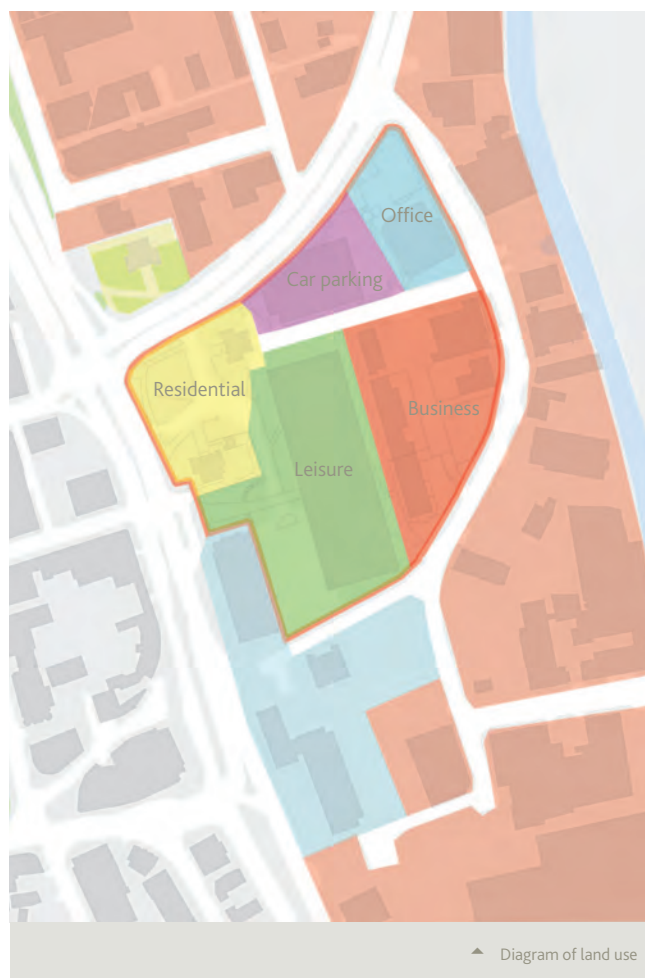 Office
Car parking
Residential
Business
Leisure
Diagram of land use